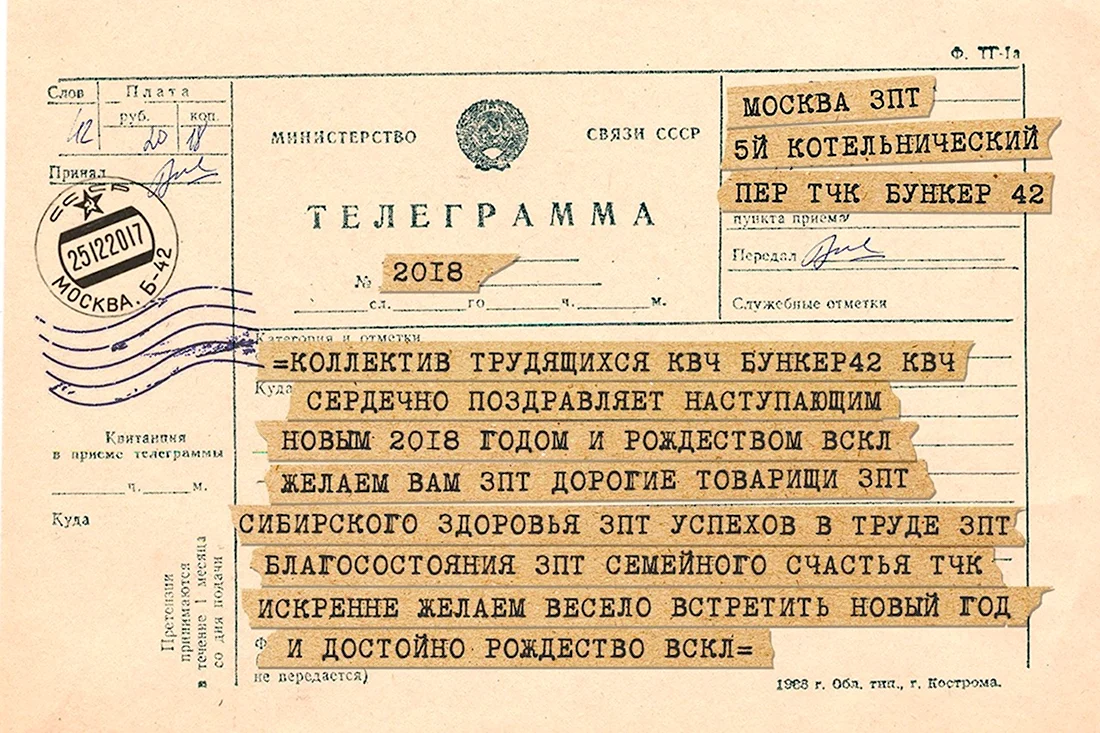 Ф. ТГ-1а
Слов Плата
руб. коп.
42 20 18
Принял
МИНИСТЕРСТВО СВЯЗИ СССР
ТЕЛЕГРАММА
№ 2018
сл. го ч. м.
МОСКВА ЗПТ
5Й КОТЕЛЬНИЧЕСКИЙ
ПЕР ТЧК БУНКЕР 42
пункта приема
Передал
Служебные отметки
СССР
25122017
МОСКВА. Б-42
Категория и отметки
=КОЛЛЕКТИВ ТРУДЯЩИХСЯ КВЧ БУНКЕР42 КВЧ
Куда
СЕРДЕЧНО ПОЗДРАВЛЯЕТ НАСТУПАЮЩИМ
НОВЫМ 2018 ГОДОМ И РОЖДЕСТВОМ ВСКЛ
ЖЕЛАЕМ ВАМ ЗПТ ДОРОГИЕ ТОВАРИЩИ ЗПТ
СИБИРСКОГО ЗДОРОВЬЯ ЗПТ УСПЕХОВ В ТРУДЕ ЗПТ
БЛАГОСОСТОЯНИЯ ЗПТ СЕМЕЙНОГО СЧАСТЬЯ ТЧК
ИСКРЕННЕ ЖЕЛАЕМ ВЕСЕЛО ВСТРЕТИТЬ НОВЫЙ ГОД
И ДОСТОЙНО РОЖДЕСТВО ВСКЛ=
не передается)
Квитанция
в приеме телеграммы
ч. м.
Куда
Претензии
принимаются
в течение 1 месяца
со дня подачи
1988 г. Обл. тип., г. Кострома.